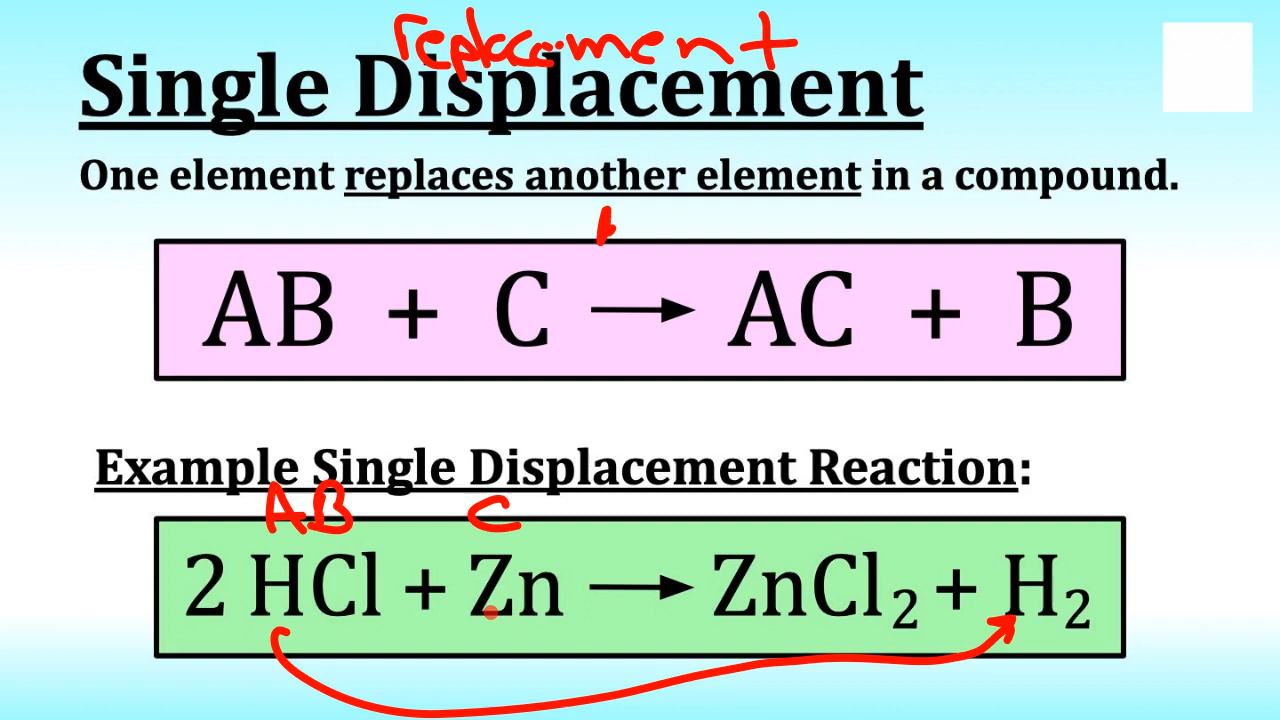 replacement
Single Displacement
One element replaces another element in a compound.
AB + C → AC + B
Example Single Displacement Reaction:
AB C
2 HCl + Zn → ZnCl₂ + H₂